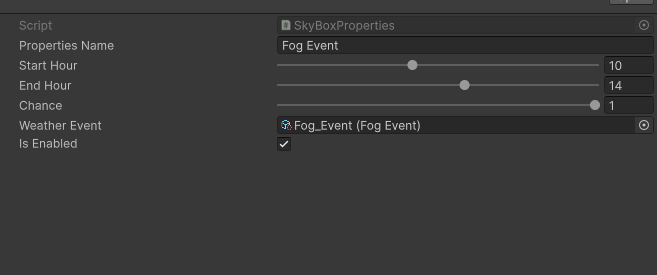 Script SkyBoxProperties
Properties Name Fog Event
Start Hour 10
End Hour 14
Chance 1
Weather Event Fog_Event (Fog Event)
Is Enabled